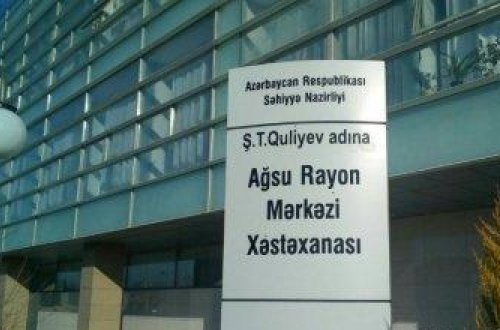 Azərbaycan Respublikası
Səhiyyə Nazirliyi
Ş.T.Quliyev adına
Ağsu Rayon
Mərkəzi
Xəstəxanası